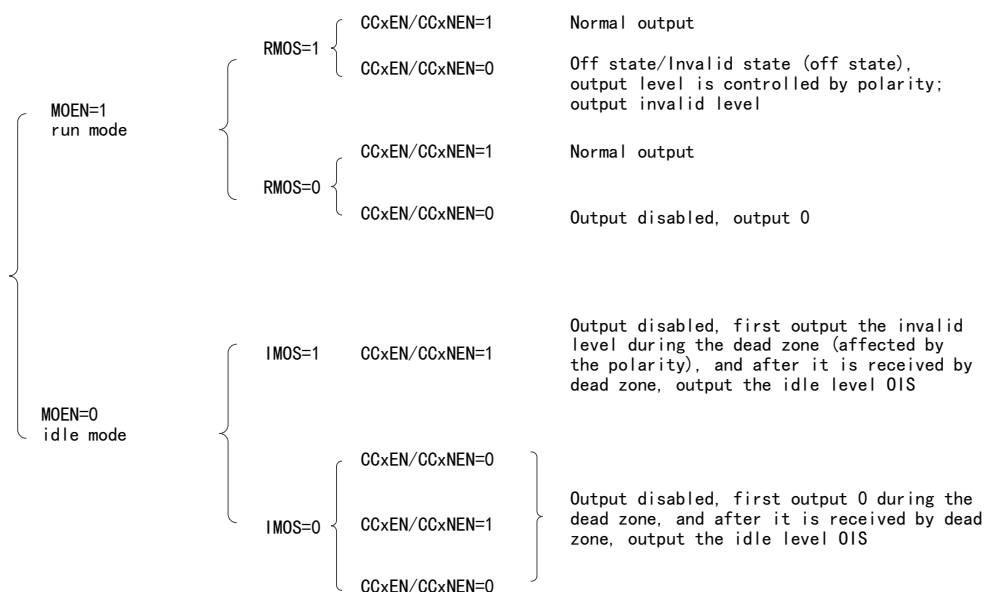 CCxEN/CCxNEN=1 Normal output
RMOS=1
CCxEN/CCxNEN=0 Off state/Invalid state (off state),
output level is controlled by polarity;
output invalid level
MOEN=1
run mode
CCxEN/CCxNEN=1 Normal output
RMOS=0
CCxEN/CCxNEN=0 Output disabled, output 0
Output disabled, first output the invalid
level during the dead zone (affected by
IMOS=1 CCxEN/CCxNEN=1 the polarity), and after it is received by
dead zone, output the idle level OIS
MOEN=0
idle mode
CCxEN/CCxNEN=0
Output disabled, first output 0 during the
IMOS=0 CCxEN/CCxNEN=1 dead zone, and after it is received by dead
zone, output the idle level OIS
CCxEN/CCxNEN=0